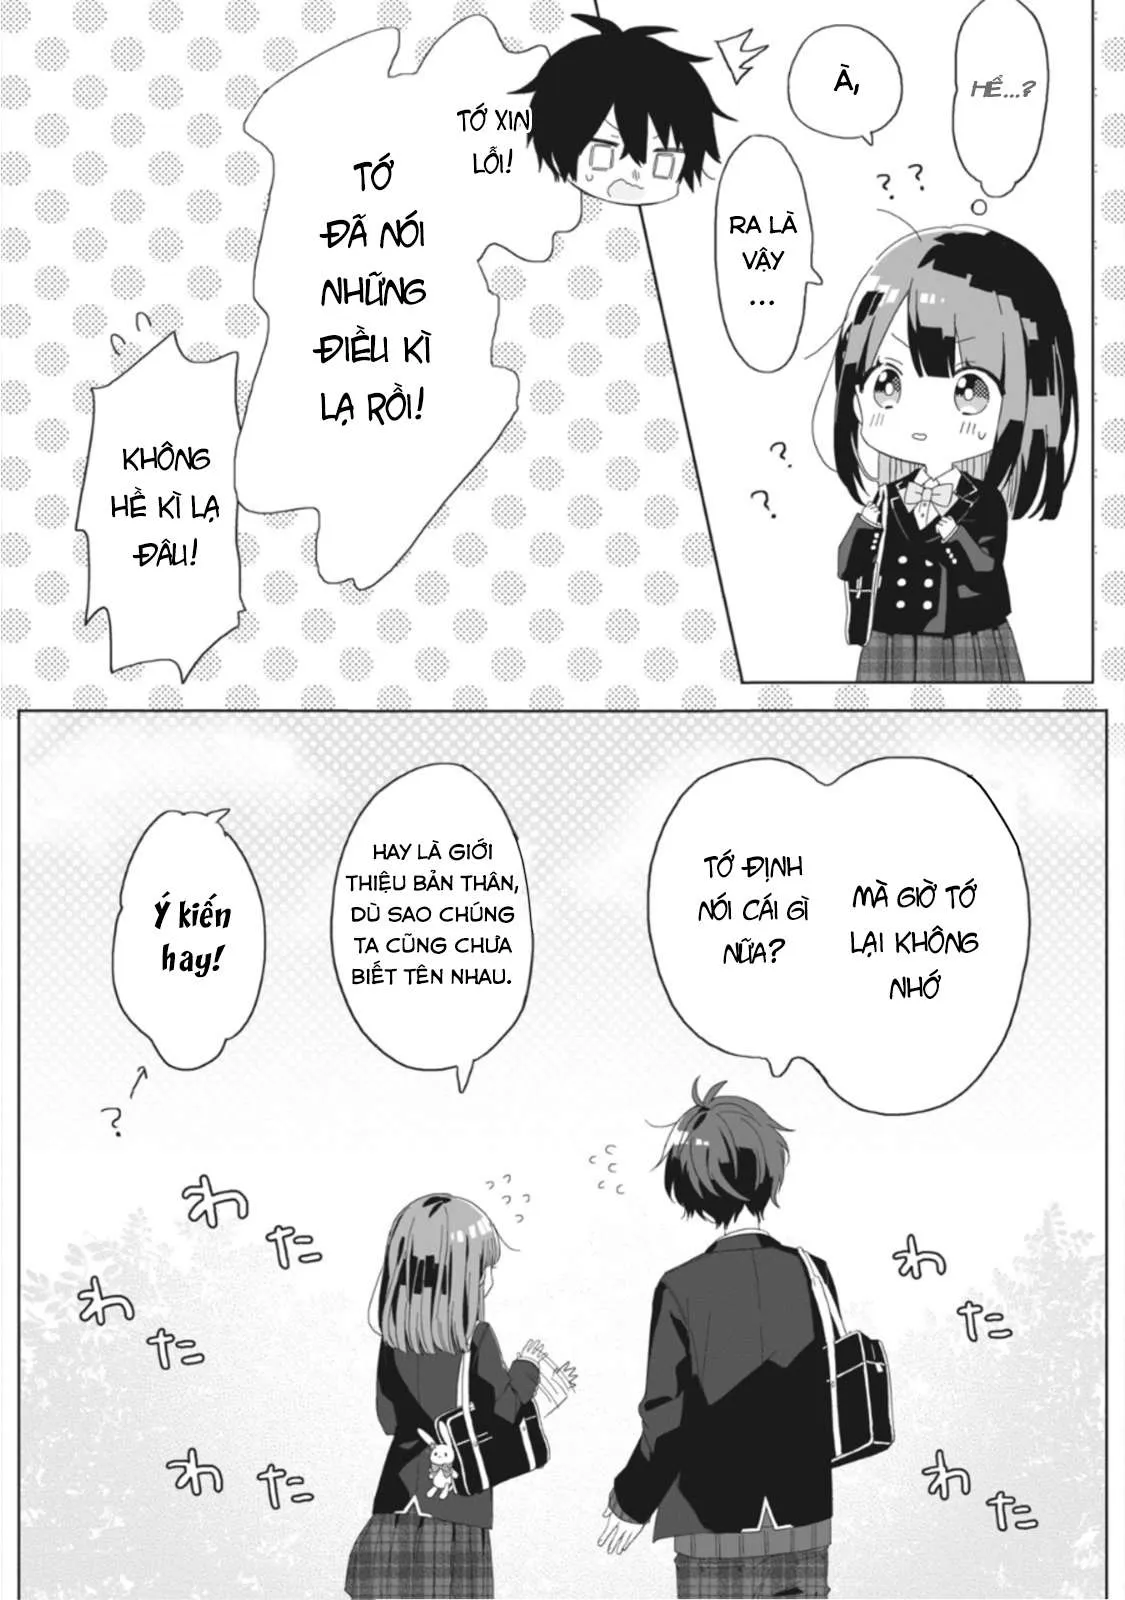 HỂ...?
À,
RA LÀ
VẬY
...
TỚ XIN
LỖI!
TỚ
ĐÃ NÓI
NHỮNG
ĐIỀU KÌ
LẠ RỒI!
KHÔNG
HỀ KÌ LẠ
ĐÂU!
?
?
?
?
MÀ GIỜ TỚ
LẠI KHÔNG
NHỚ
TỚ ĐỊNH
NÓI CÁI GÌ
NỮA?
HAY LÀ GIỚI
THIỆU BẢN THÂN,
DÙ SAO CHÚNG
TA CŨNG CHƯA
BIẾT TÊN NHAU.
Ý kiến
hay!
?
わた
わた
わた
わた
わた